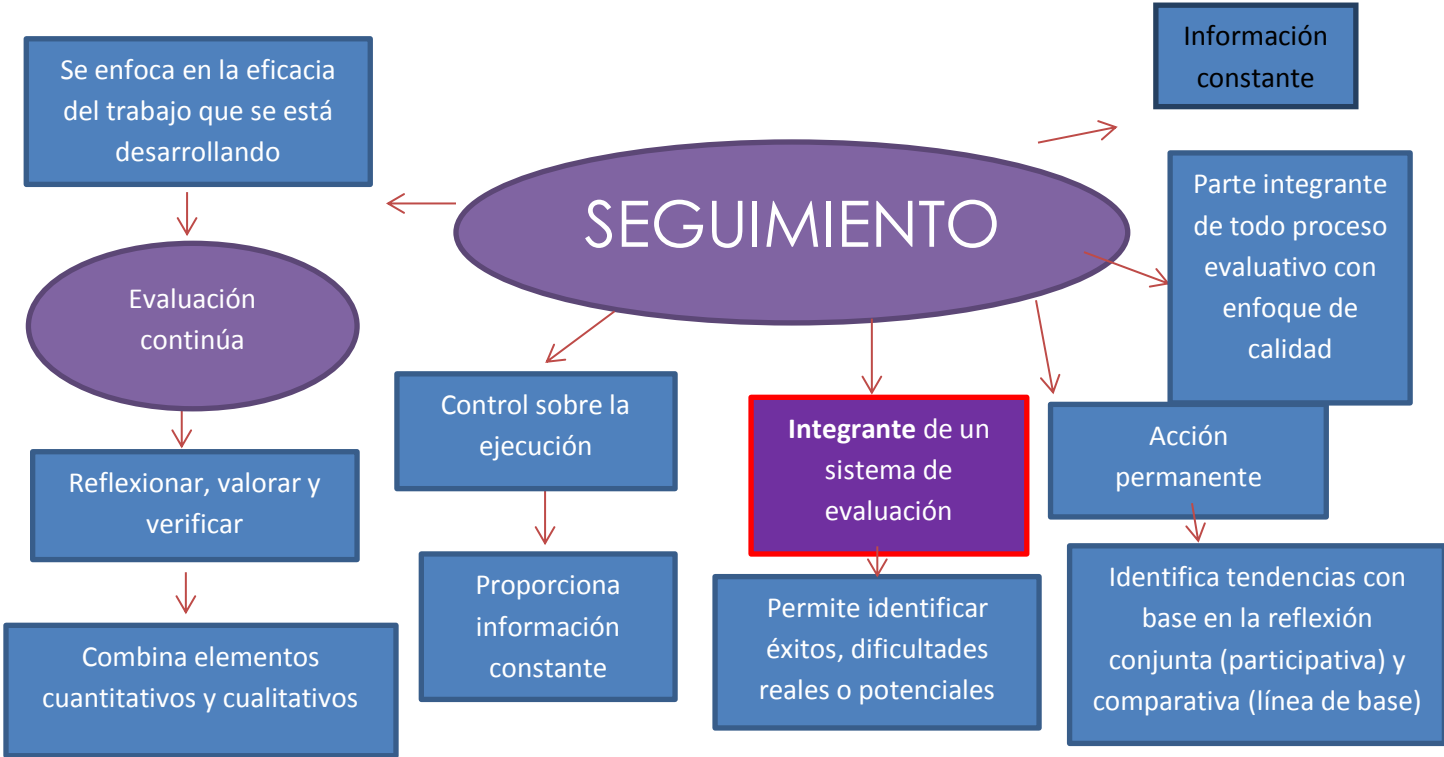 Información
constante
Se enfoca en la eficacia
del trabajo que se está
desarrollando
SEGUIMIENTO
Parte integrante
de todo proceso
evaluativo con
enfoque de
calidad
Evaluación
continúa
Control sobre la
ejecución
Integrante de un
sistema de
evaluación
Acción
permanente
Reflexionar, valorar y
verificar
Proporciona
información
constante
Permite identificar
éxitos, dificultades
reales o potenciales
Identifica tendencias con
base en la reflexión
conjunta (participativa) y
comparativa (línea de base)
Combina elementos
cuantitativos y cualitativos